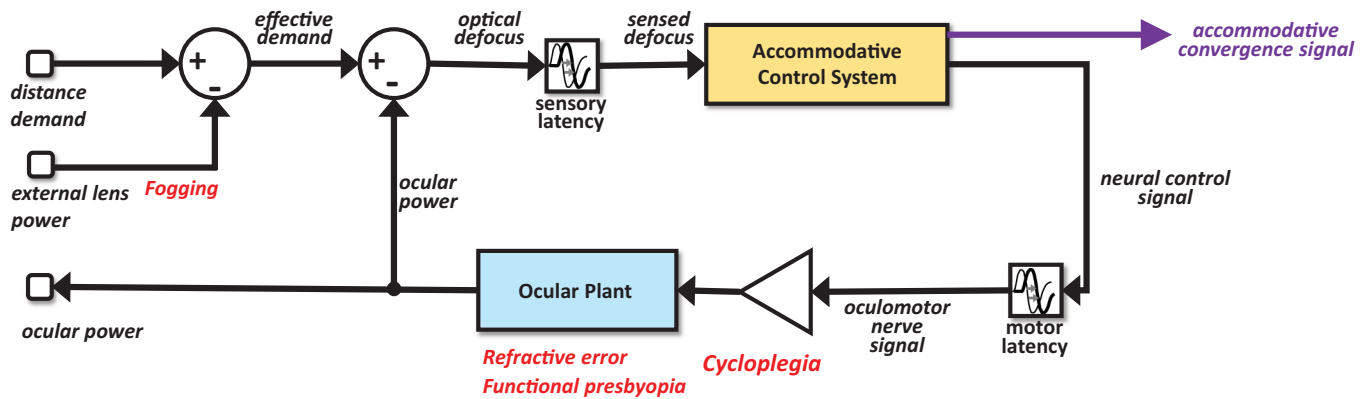 effective
demand
optical
defocus
sensed
defocus
Accommodative
Control System
accommodative
convergence signal
+
-
+
-
distance
demand
sensory
latency
external lens
power
Fogging
ocular
power
neural control
signal
ocular power
Ocular Plant
oculomotor
nerve
signal
motor
latency
Refractive error
Functional presbyopia
Cycloplegia